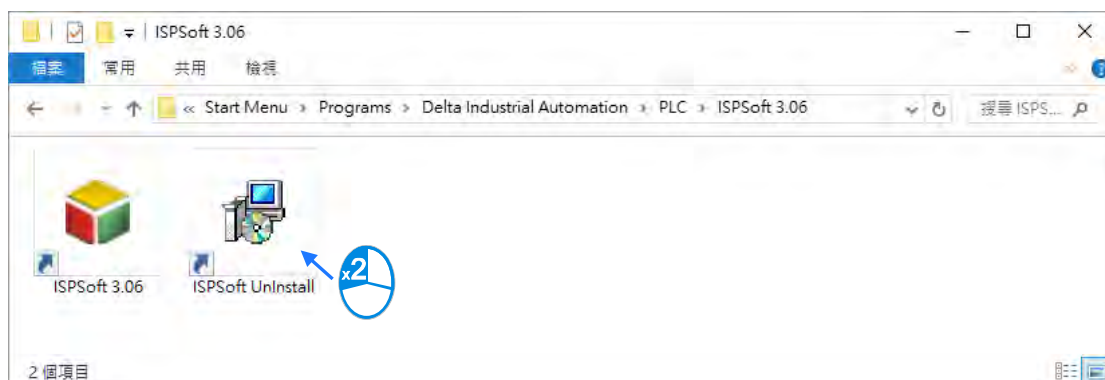 ISPSoft 3.06
檔案 常用 共用 檢視
« Start Menu › Programs › Delta Industrial Automation › PLC › ISPSoft 3.06 搜尋 ISPS...
ISPSoft 3.06 ISPSoft UnInstall
x2
2 個項目